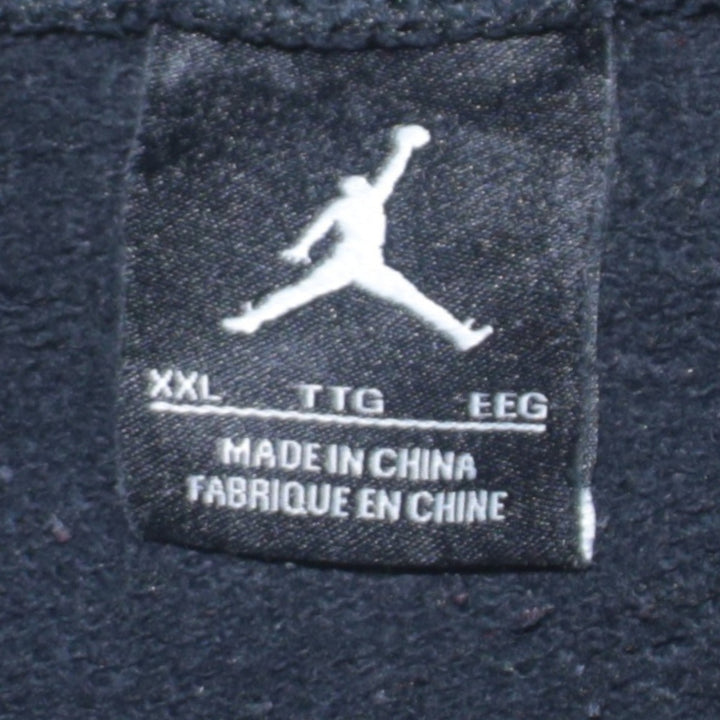 XXL TTG EEG
MADE IN CHINA
FABRIQUE EN CHINE